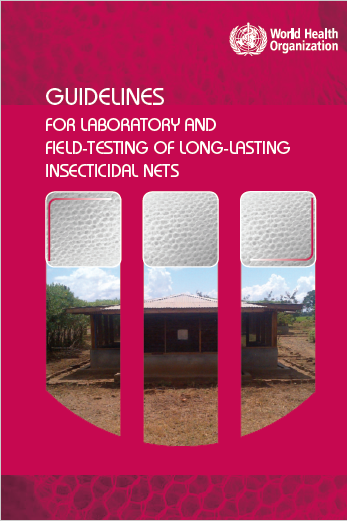 World Health
Organization
GUIDELINES
FOR LABORATORY AND
FIELD-TESTING OF LONG-LASTING
INSECTICIDAL NETS